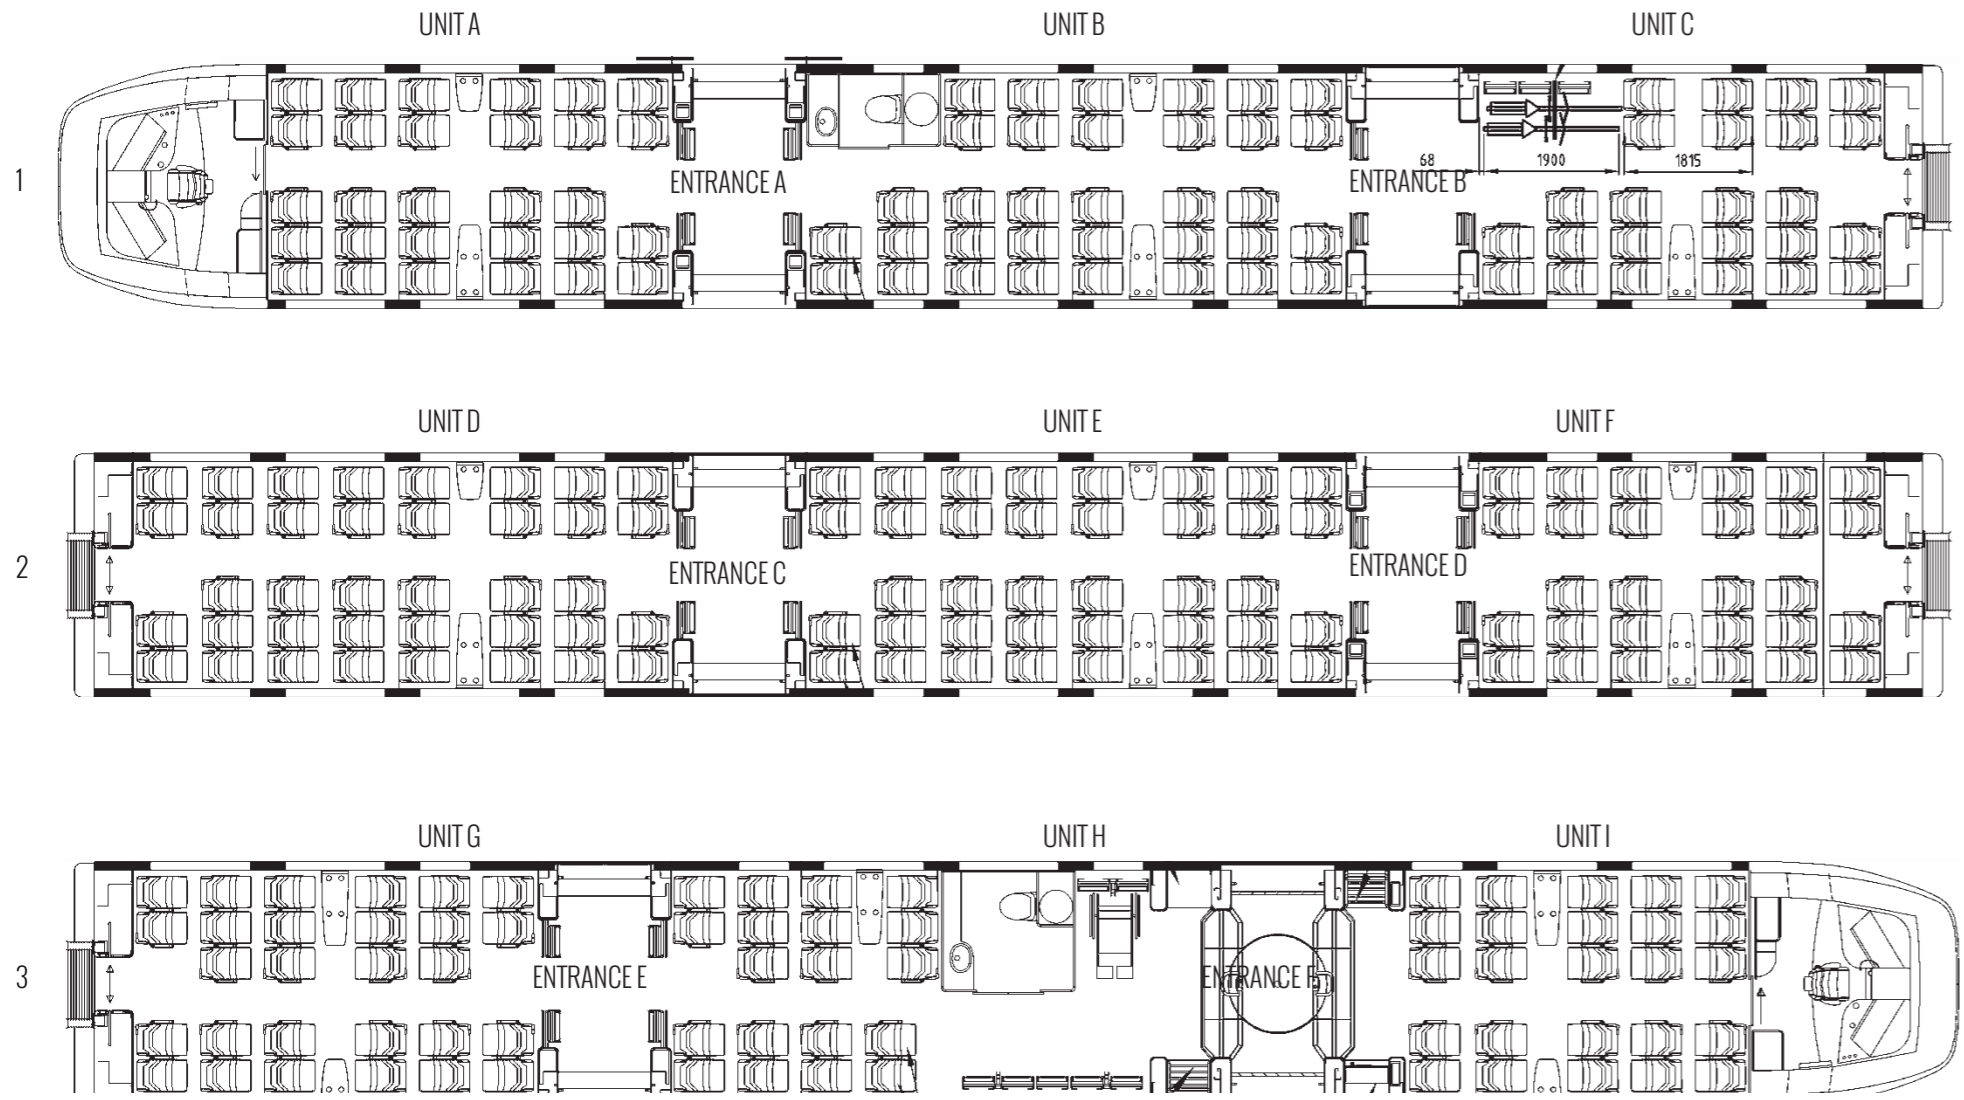 UNIT A
UNIT B
UNIT C
1
ENTRANCE A
68
1900
1815
ENTRANCE B
UNIT D
UNIT E
UNIT F
2
ENTRANCE C
ENTRANCE D
UNIT G
UNIT H
UNIT I
3
ENTRANCE E
ENTRANCE F